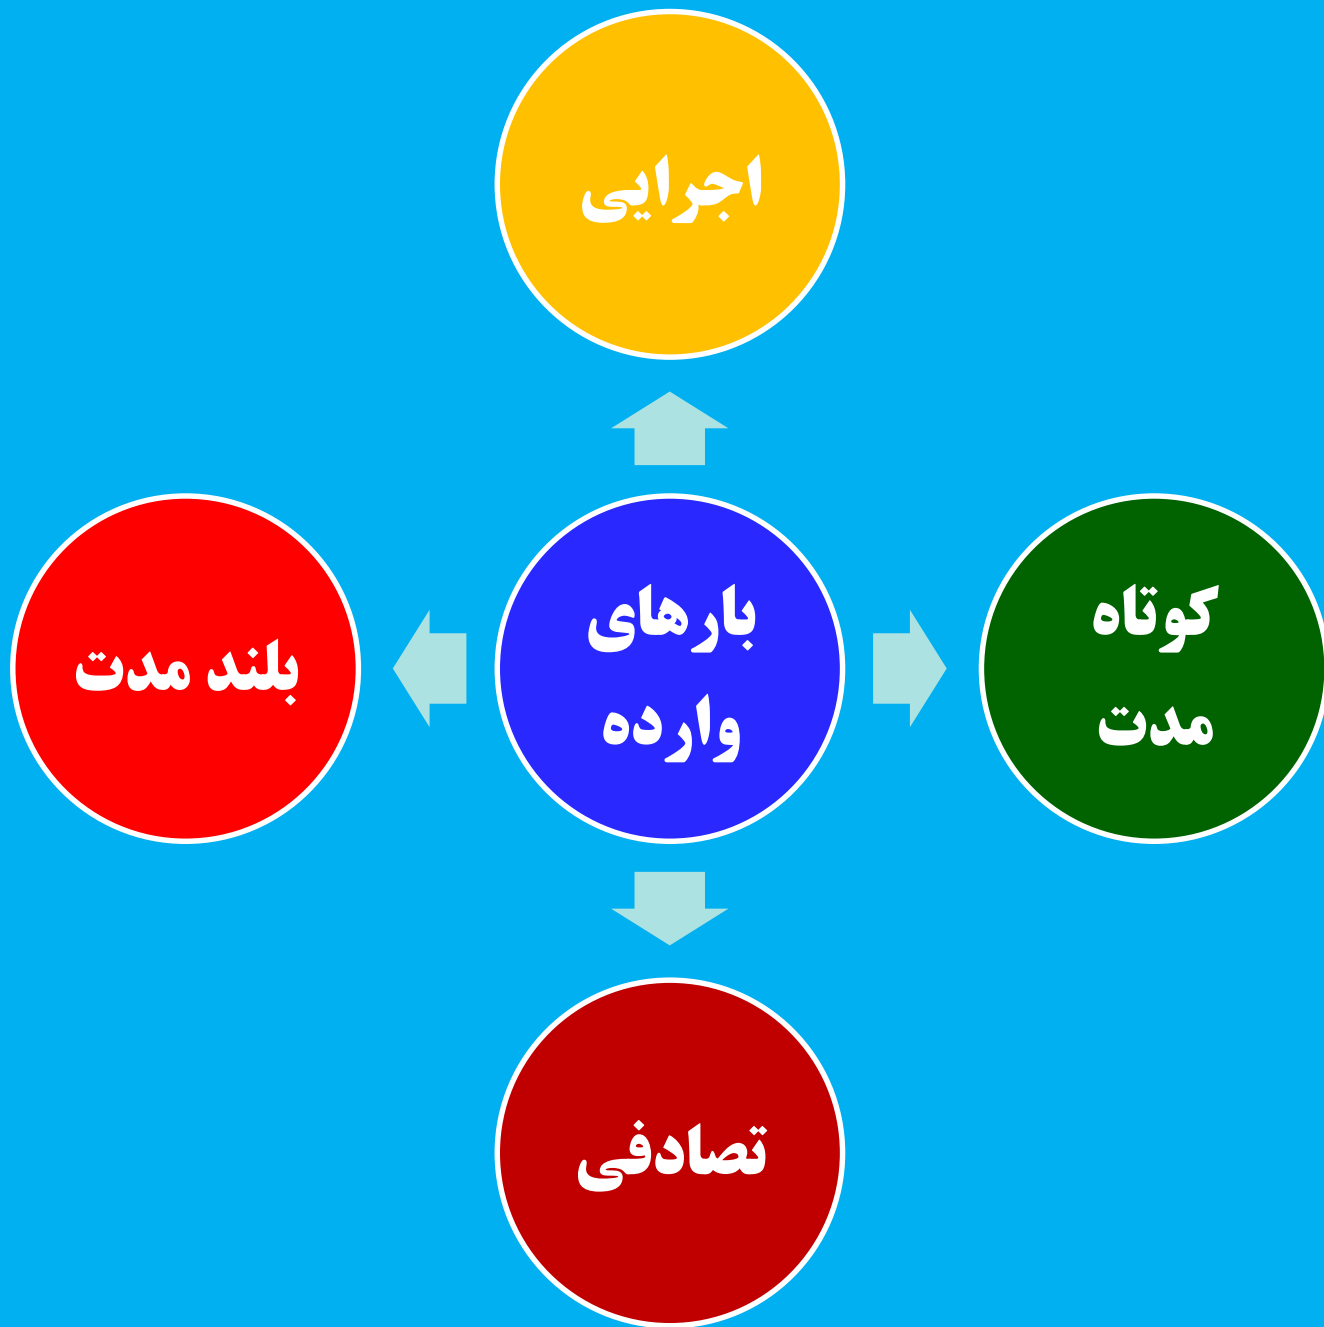 اجرایی
بارهای
وارده
کوتاه
مدت
بلند مدت
تصادفی